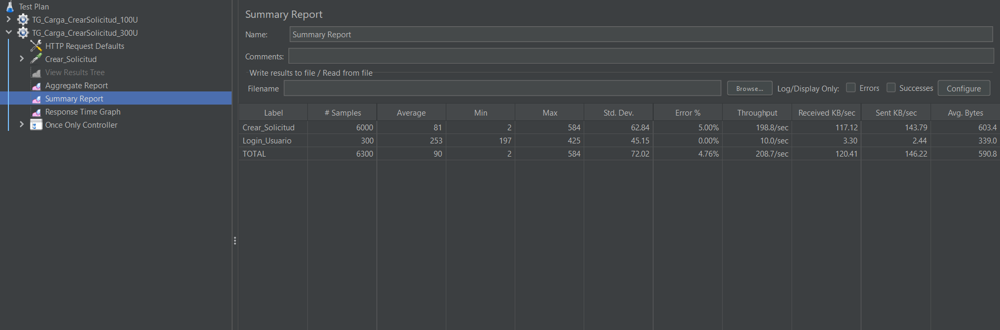 Test Plan
TG_Carga_CrearSolicitud_100U
TG_Carga_CrearSolicitud_300U
HTTP Request Defaults
Crear_Solicitud
View Results Tree
Aggregate Report
Summary Report
Response Time Graph
Once Only Controller
Summary Report
Name: Summary Report
Comments:
Write results to file / Read from file
Filename Browse... Log/Display Only: Errors Successes Configure
Label # Samples Average Min Max Std. Dev. Error % Throughput Received KB/sec Sent KB/sec Avg. Bytes
Crear_Solicitud 6000 81 2 584 62.84 5.00% 198.8/sec 117.12 143.79 603.4
Login_Usuario 300 253 197 425 45.15 0.00% 10.0/sec 3.30 2.44 339.0
TOTAL 6300 90 2 584 72.02 4.76% 208.7/sec 120.41 146.22 590.8